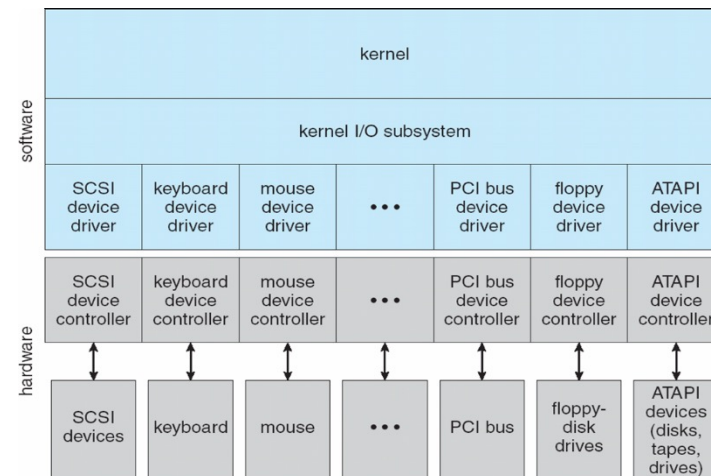 software
kernel
kernel I/O subsystem
SCSI
device
driver
keyboard
device
driver
mouse
device
driver
•••
PCI bus
device
driver
floppy
device
driver
ATAPI
device
driver
hardware
SCSI
device
controller
keyboard
device
controller
mouse
device
controller
•••
PCI bus
device
controller
floppy
device
controller
ATAPI
device
controller
SCSI
devices
keyboard
mouse
•••
PCI bus
floppy-
disk
drives
ATAPI
devices
(disks,
tapes,
drives)